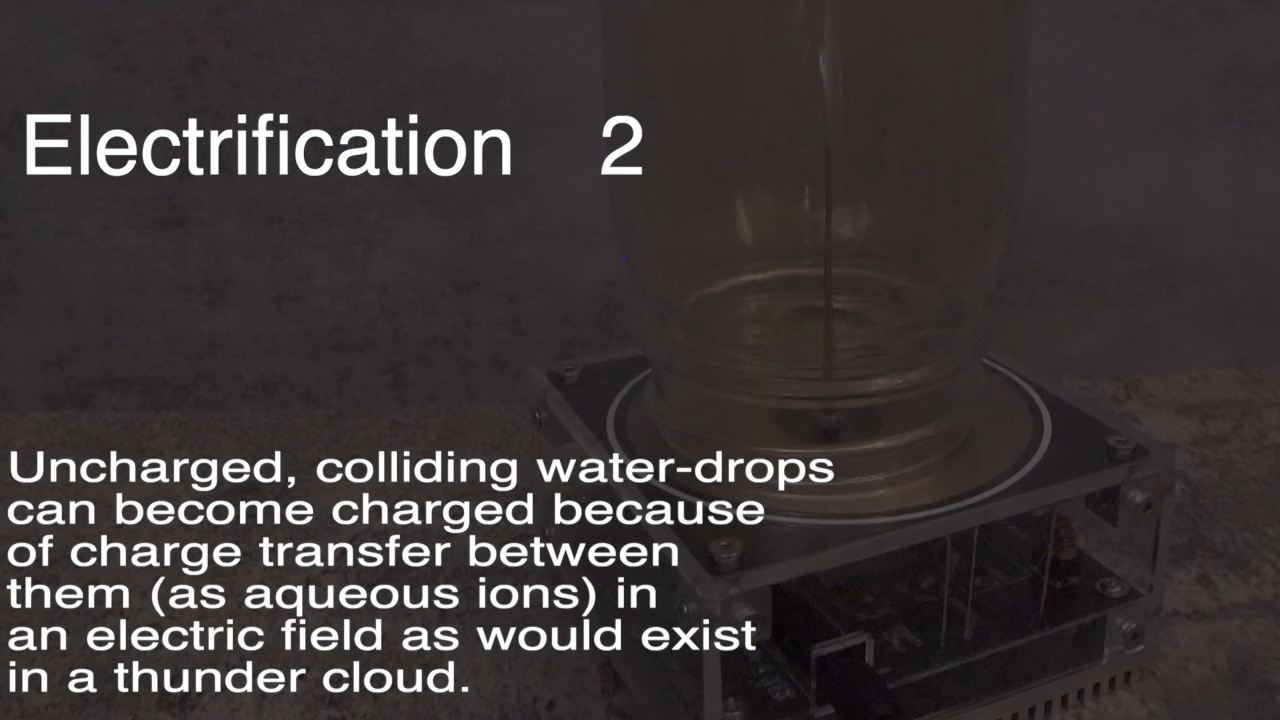 Electrification 2
Uncharged, colliding water-drops
can become charged because
of charge transfer between
them (as aqueous ions) in
an electric field as would exist
in a thunder cloud.